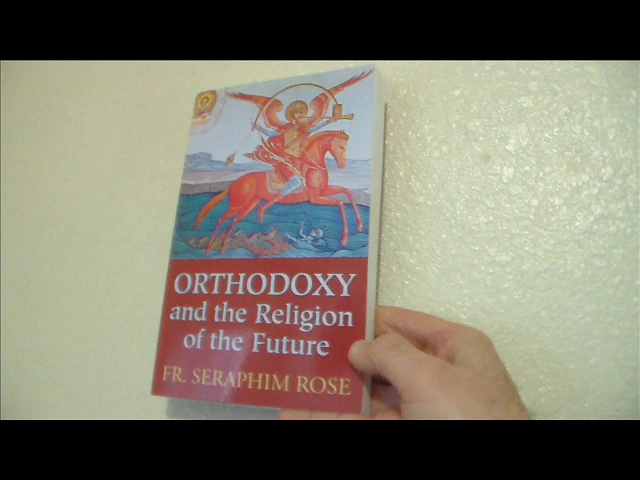 ORTHODOXY
and the Religion
of the Future
FR. SERAPHIM ROSE